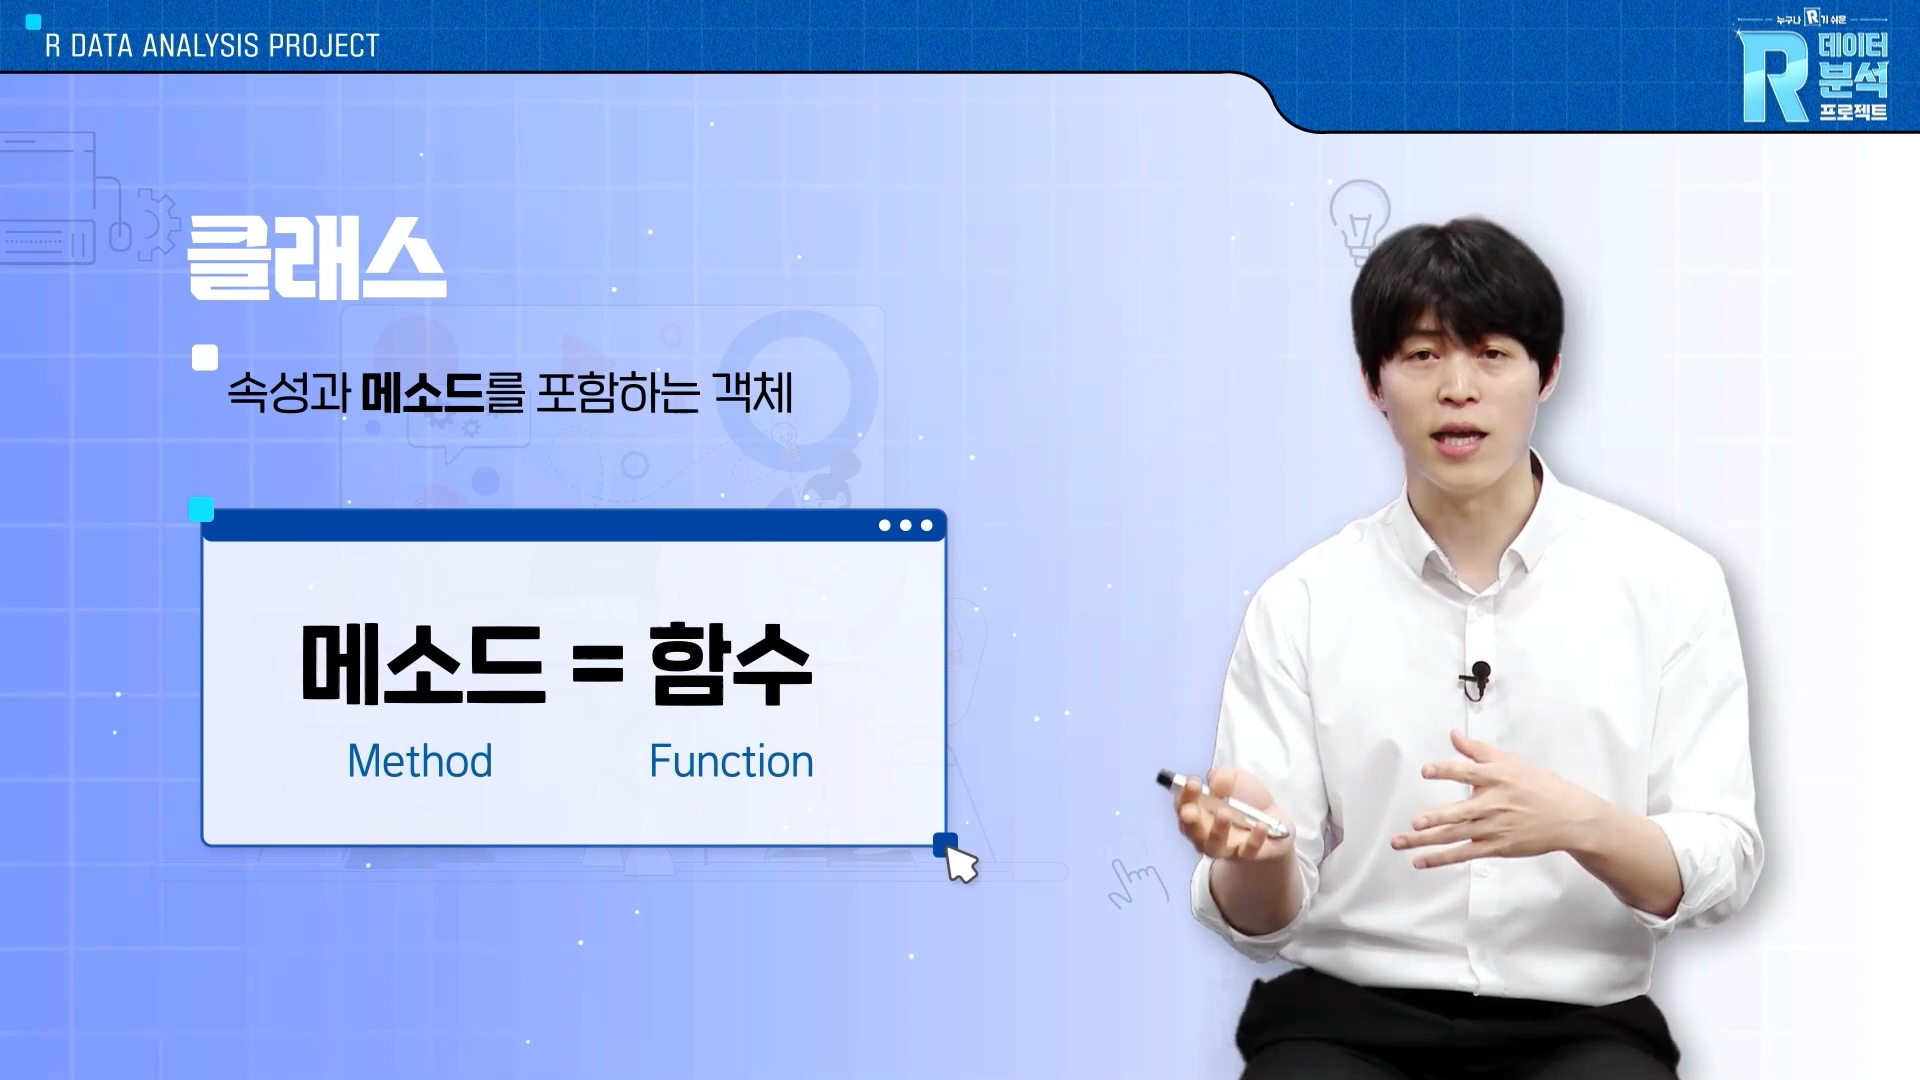 R DATA ANALYSIS PROJECT
누구나 R기 쉬운
R 데이터
분석
프로젝트
클래스
속성과 메소드를 포함하는 객체
메소드 = 함수
Method Function